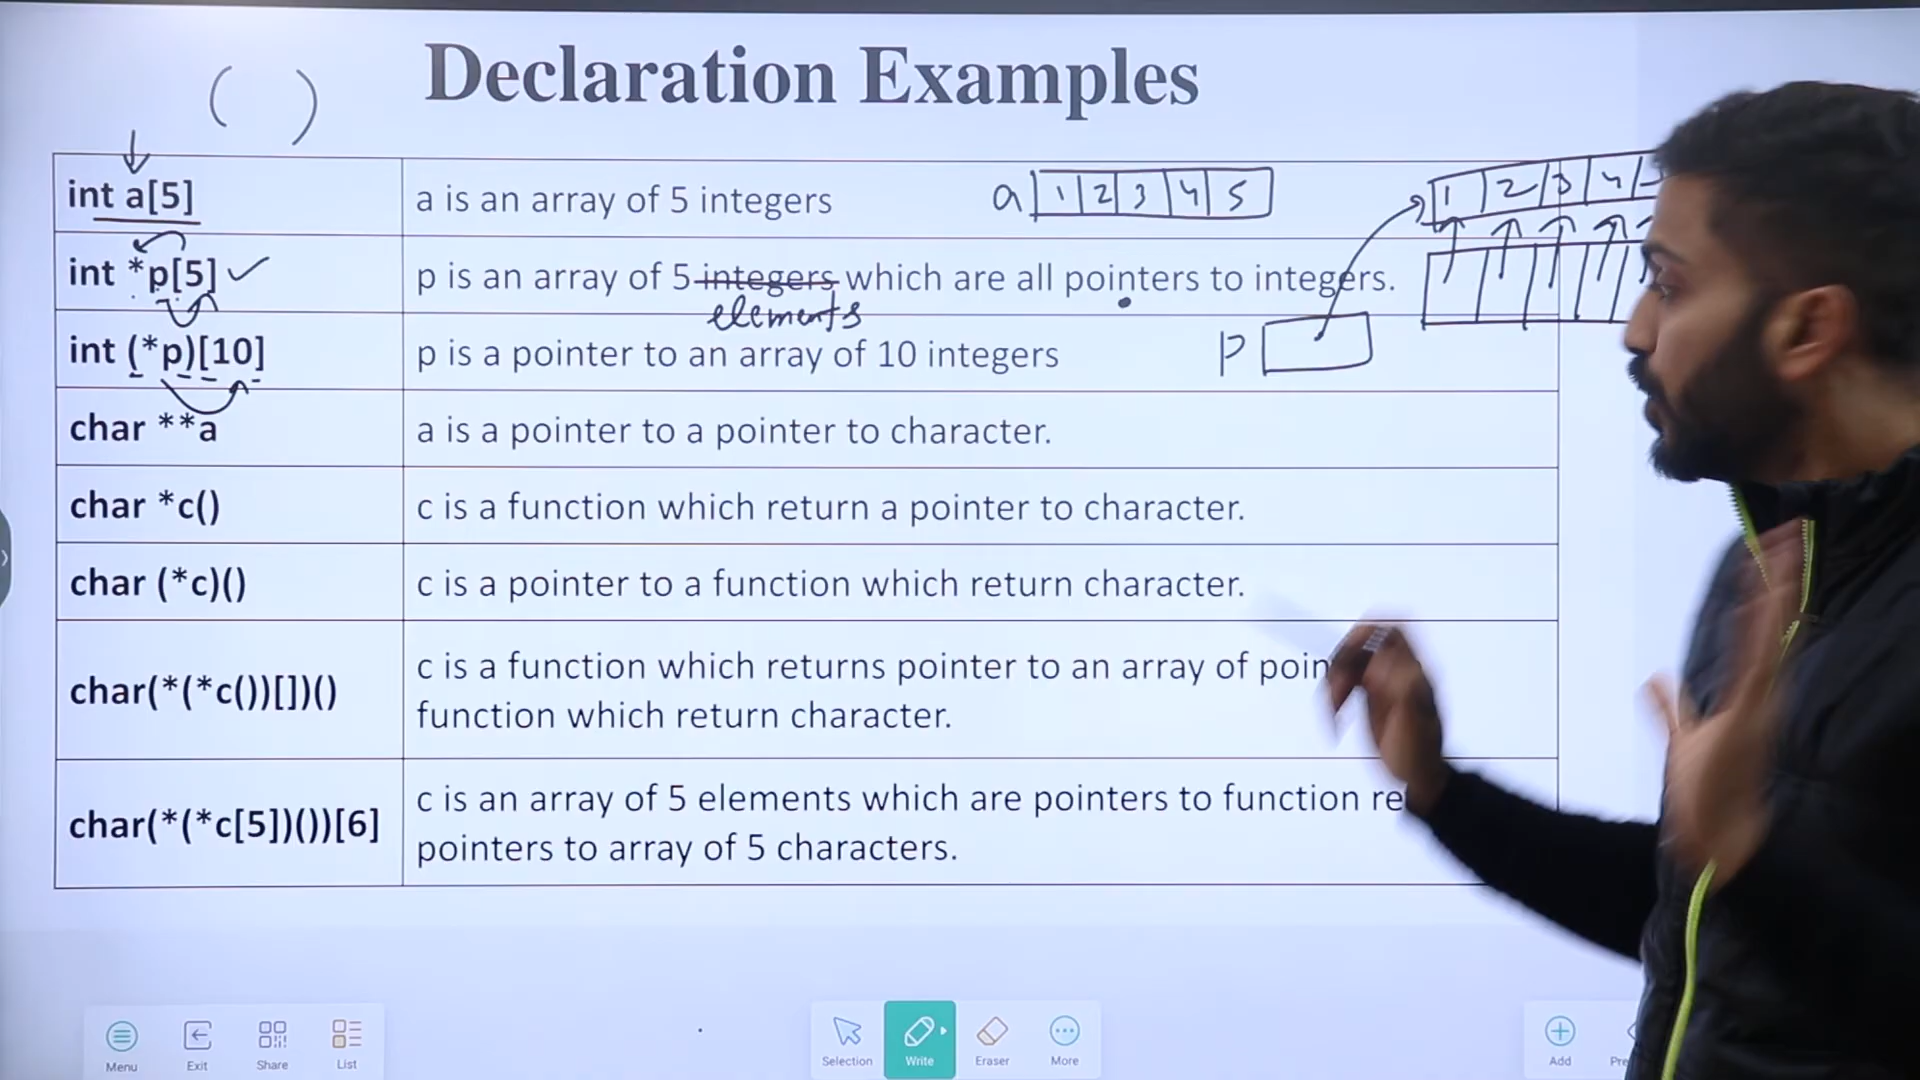 Declaration Examples
( )
int a[5]
a is an array of 5 integers
a 1 2 3 4 5
1 2 3 4
int *p[5]
p is an array of 5 integers which are all pointers to integers.
elements
int (*p)[10]
p is a pointer to an array of 10 integers
p
char **a
a is a pointer to a pointer to character.
char *c()
c is a function which return a pointer to character.
char (*c)()
c is a pointer to a function which return character.
char(*(*c())[])()
c is a function which returns pointer to an array of poin
function which return character.
char(*(*c[5])())[6]
c is an array of 5 elements which are pointers to function re
pointers to array of 5 characters.
Menu Exit Share List Selection Write Eraser More Add Pre